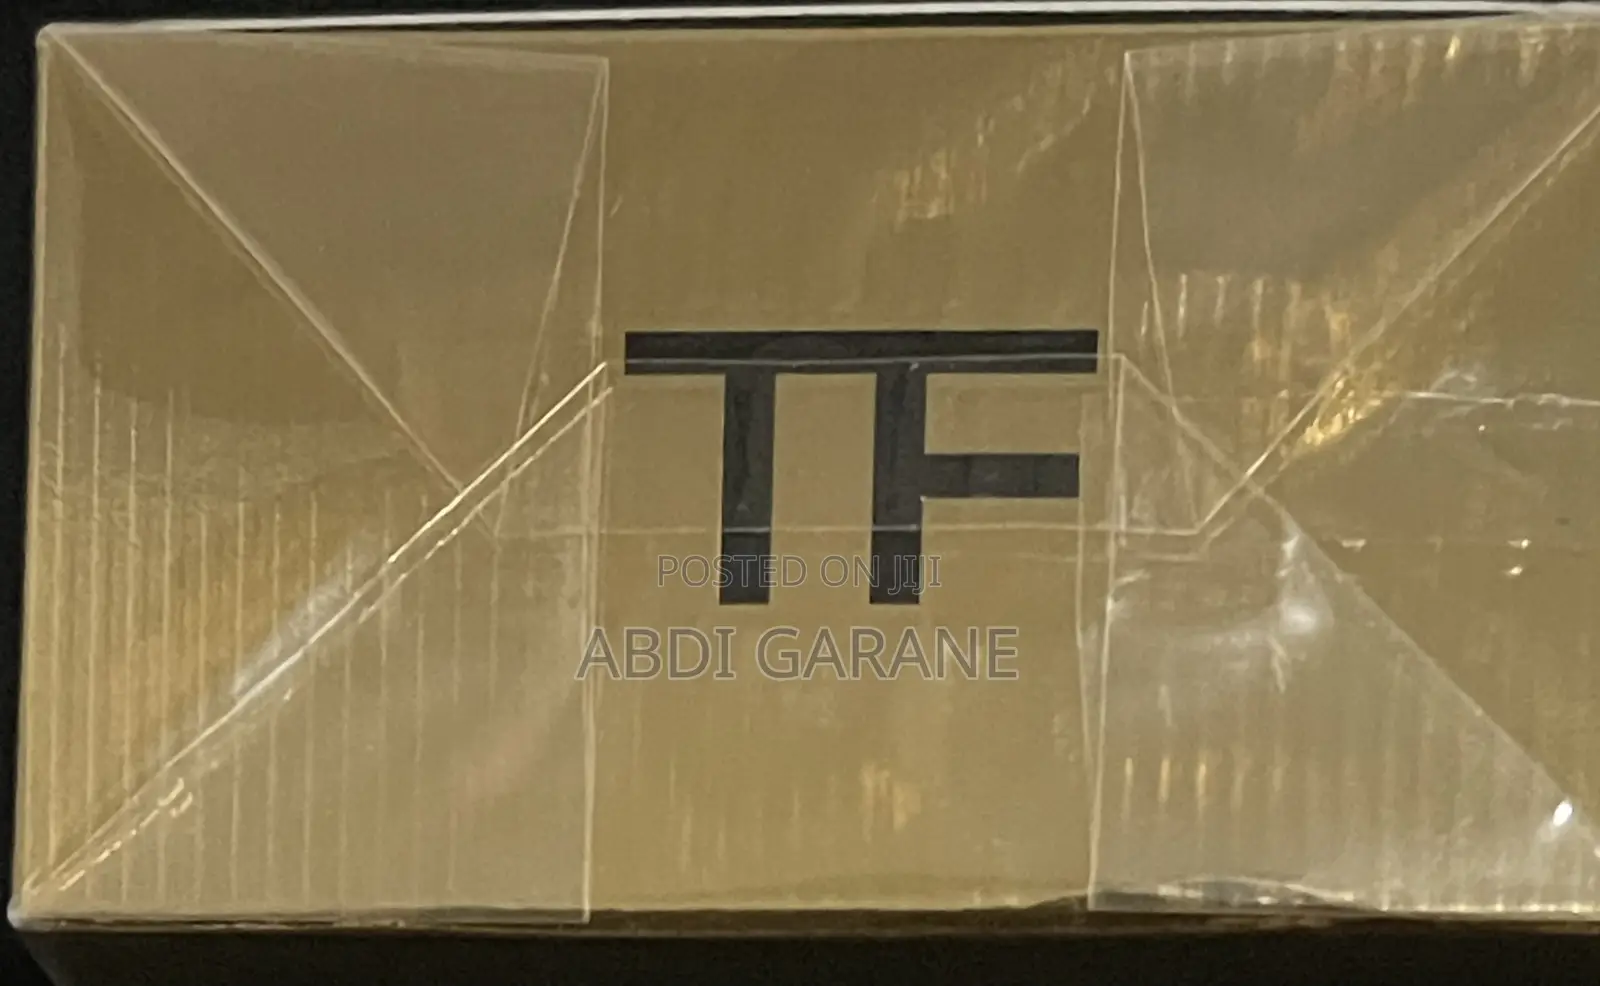 TF
POSTED ON JIJI
ABDI GARANE